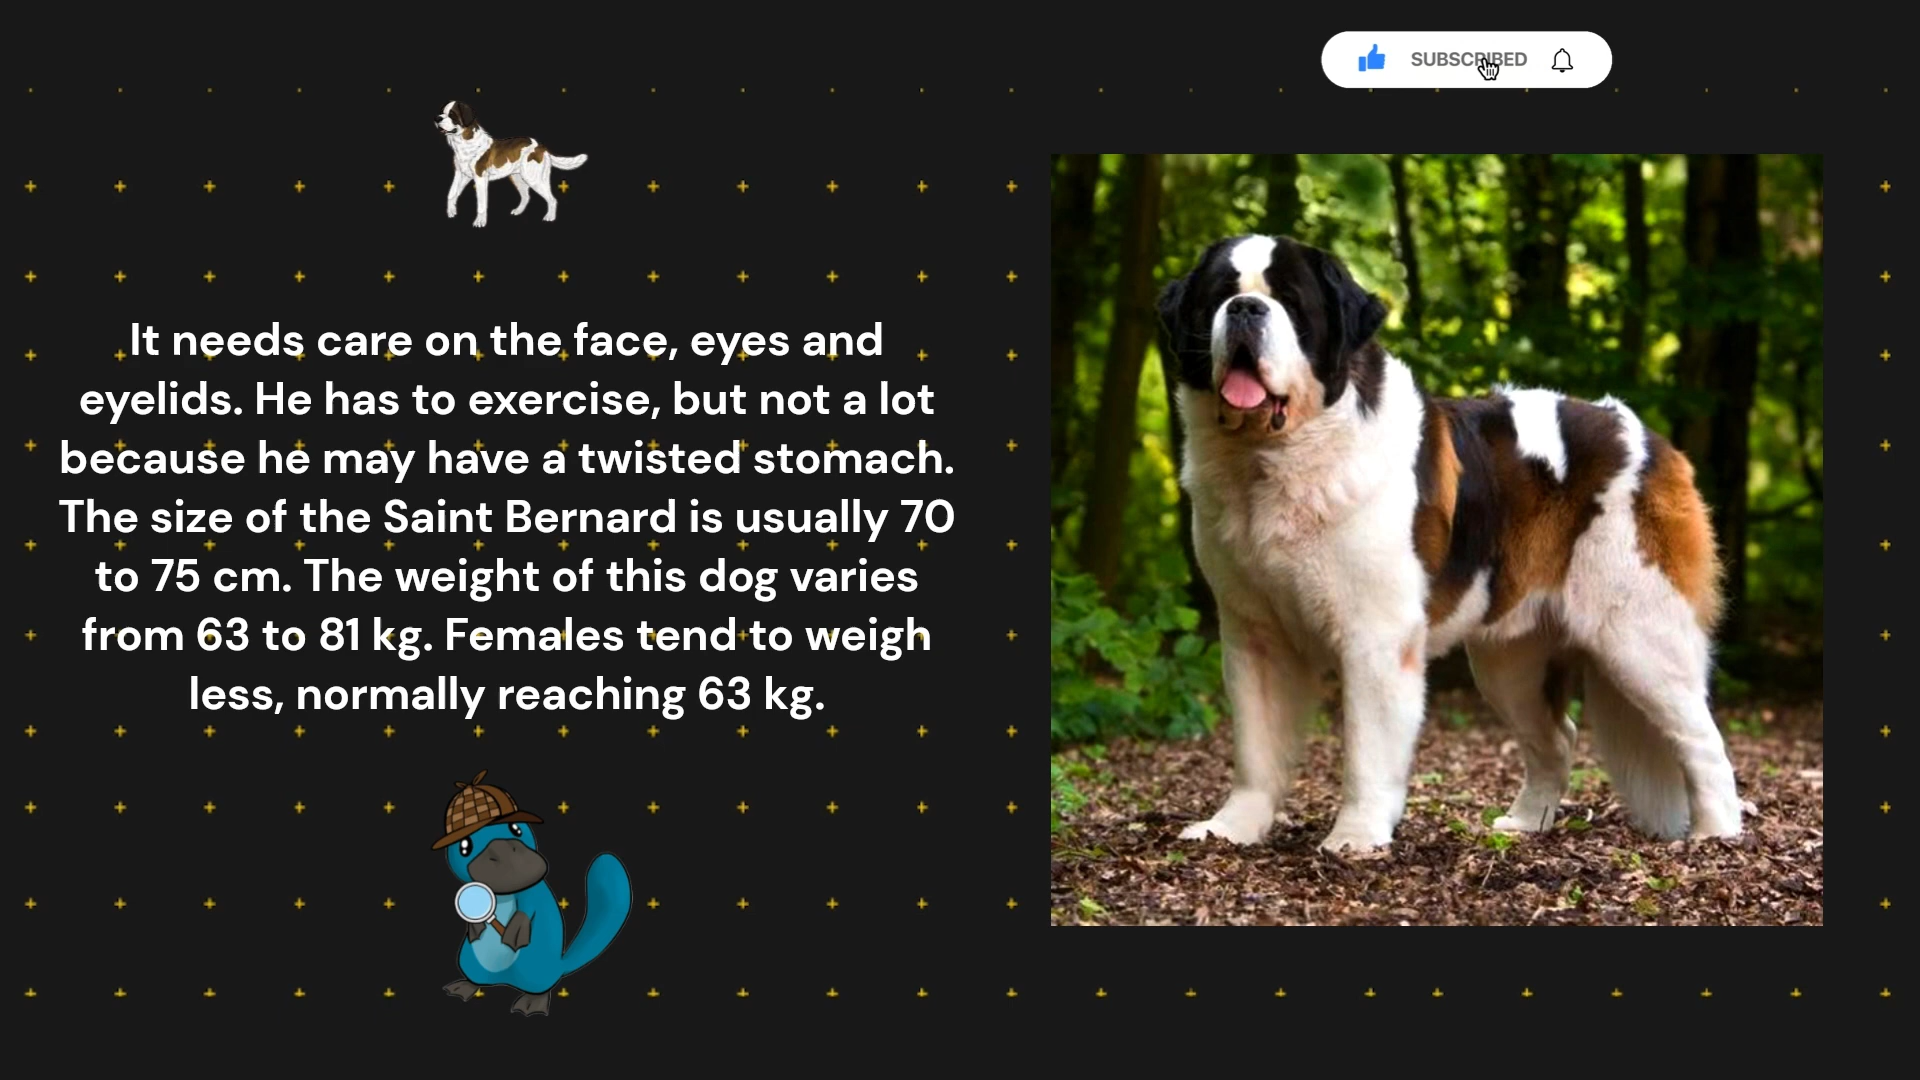 SUBSCRIBED
It needs care on the face, eyes and
eyelids. He has to exercise, but not a lot
because he may have a twisted stomach.
The size of the Saint Bernard is usually 70
to 75 cm. The weight of this dog varies
from 63 to 81 kg. Females tend to weigh
less, normally reaching 63 kg.